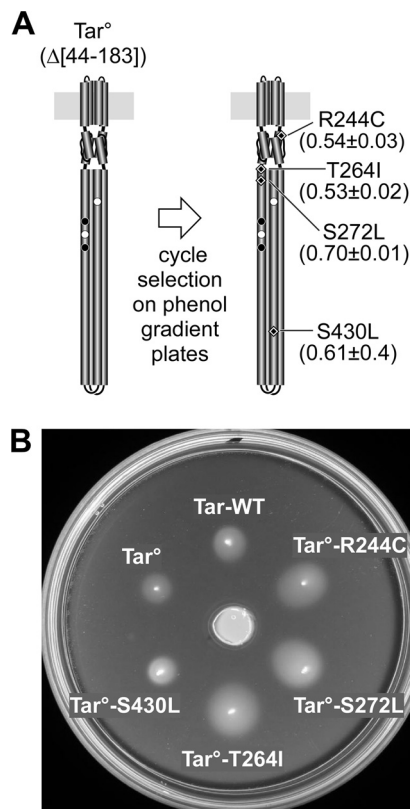 A
Tar°
(Δ[44-183])
R244C
(0.54±0.03)
T264I
(0.53±0.02)
S272L
(0.70±0.01)
cycle
selection
on phenol
gradient
plates
S430L
(0.61±0.4)
B
Tar-WT
Tar°
Tar°-R244C
Tar°-S430L
Tar°-S272L
Tar°-T264I